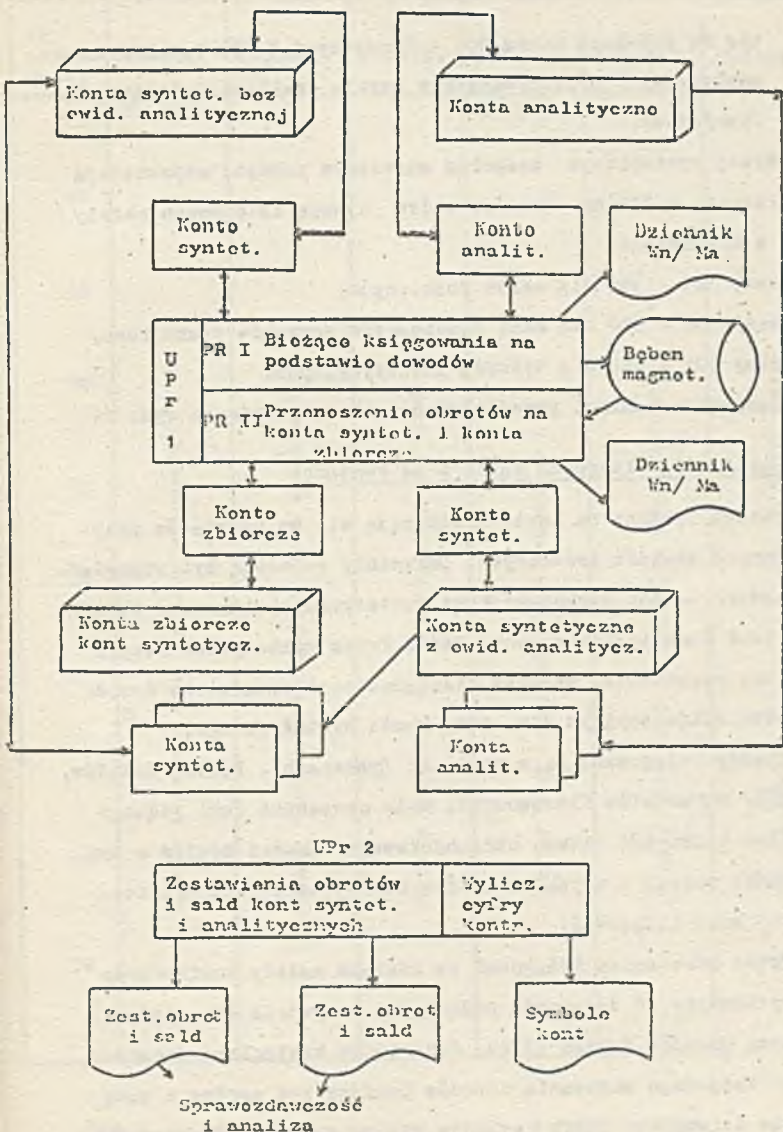 Konta syntet. bez
ewid. analitycznej
Konta analityczne
Konto
syntet.
Konto
analit.
Dziennik
Wn/ Ma
UPr 1
PR I
Bieżące księgowania na
podstawie dowodów
Bęben
magnet.
PR II
Przenoszenie obrotów na
konta syntet. i konta
zbiorcze
Dziennik
Wn/ Ma
Konto
zbiorcze
Konto
syntet.
Konta zbiorcze
kont syntetycz.
Konta syntetyczne
z ewid. analitycz.
Konta
syntet.
Konta
analit.
UPr 2
Zestawienia obrotów
i sald kont syntet.
i analitycznych
Wylicz.
cyfry
kontr.
Zest.obrot
i sald
Zest.obrot
i sald
Symbole
kont
Sprawozdawczość
i analiza